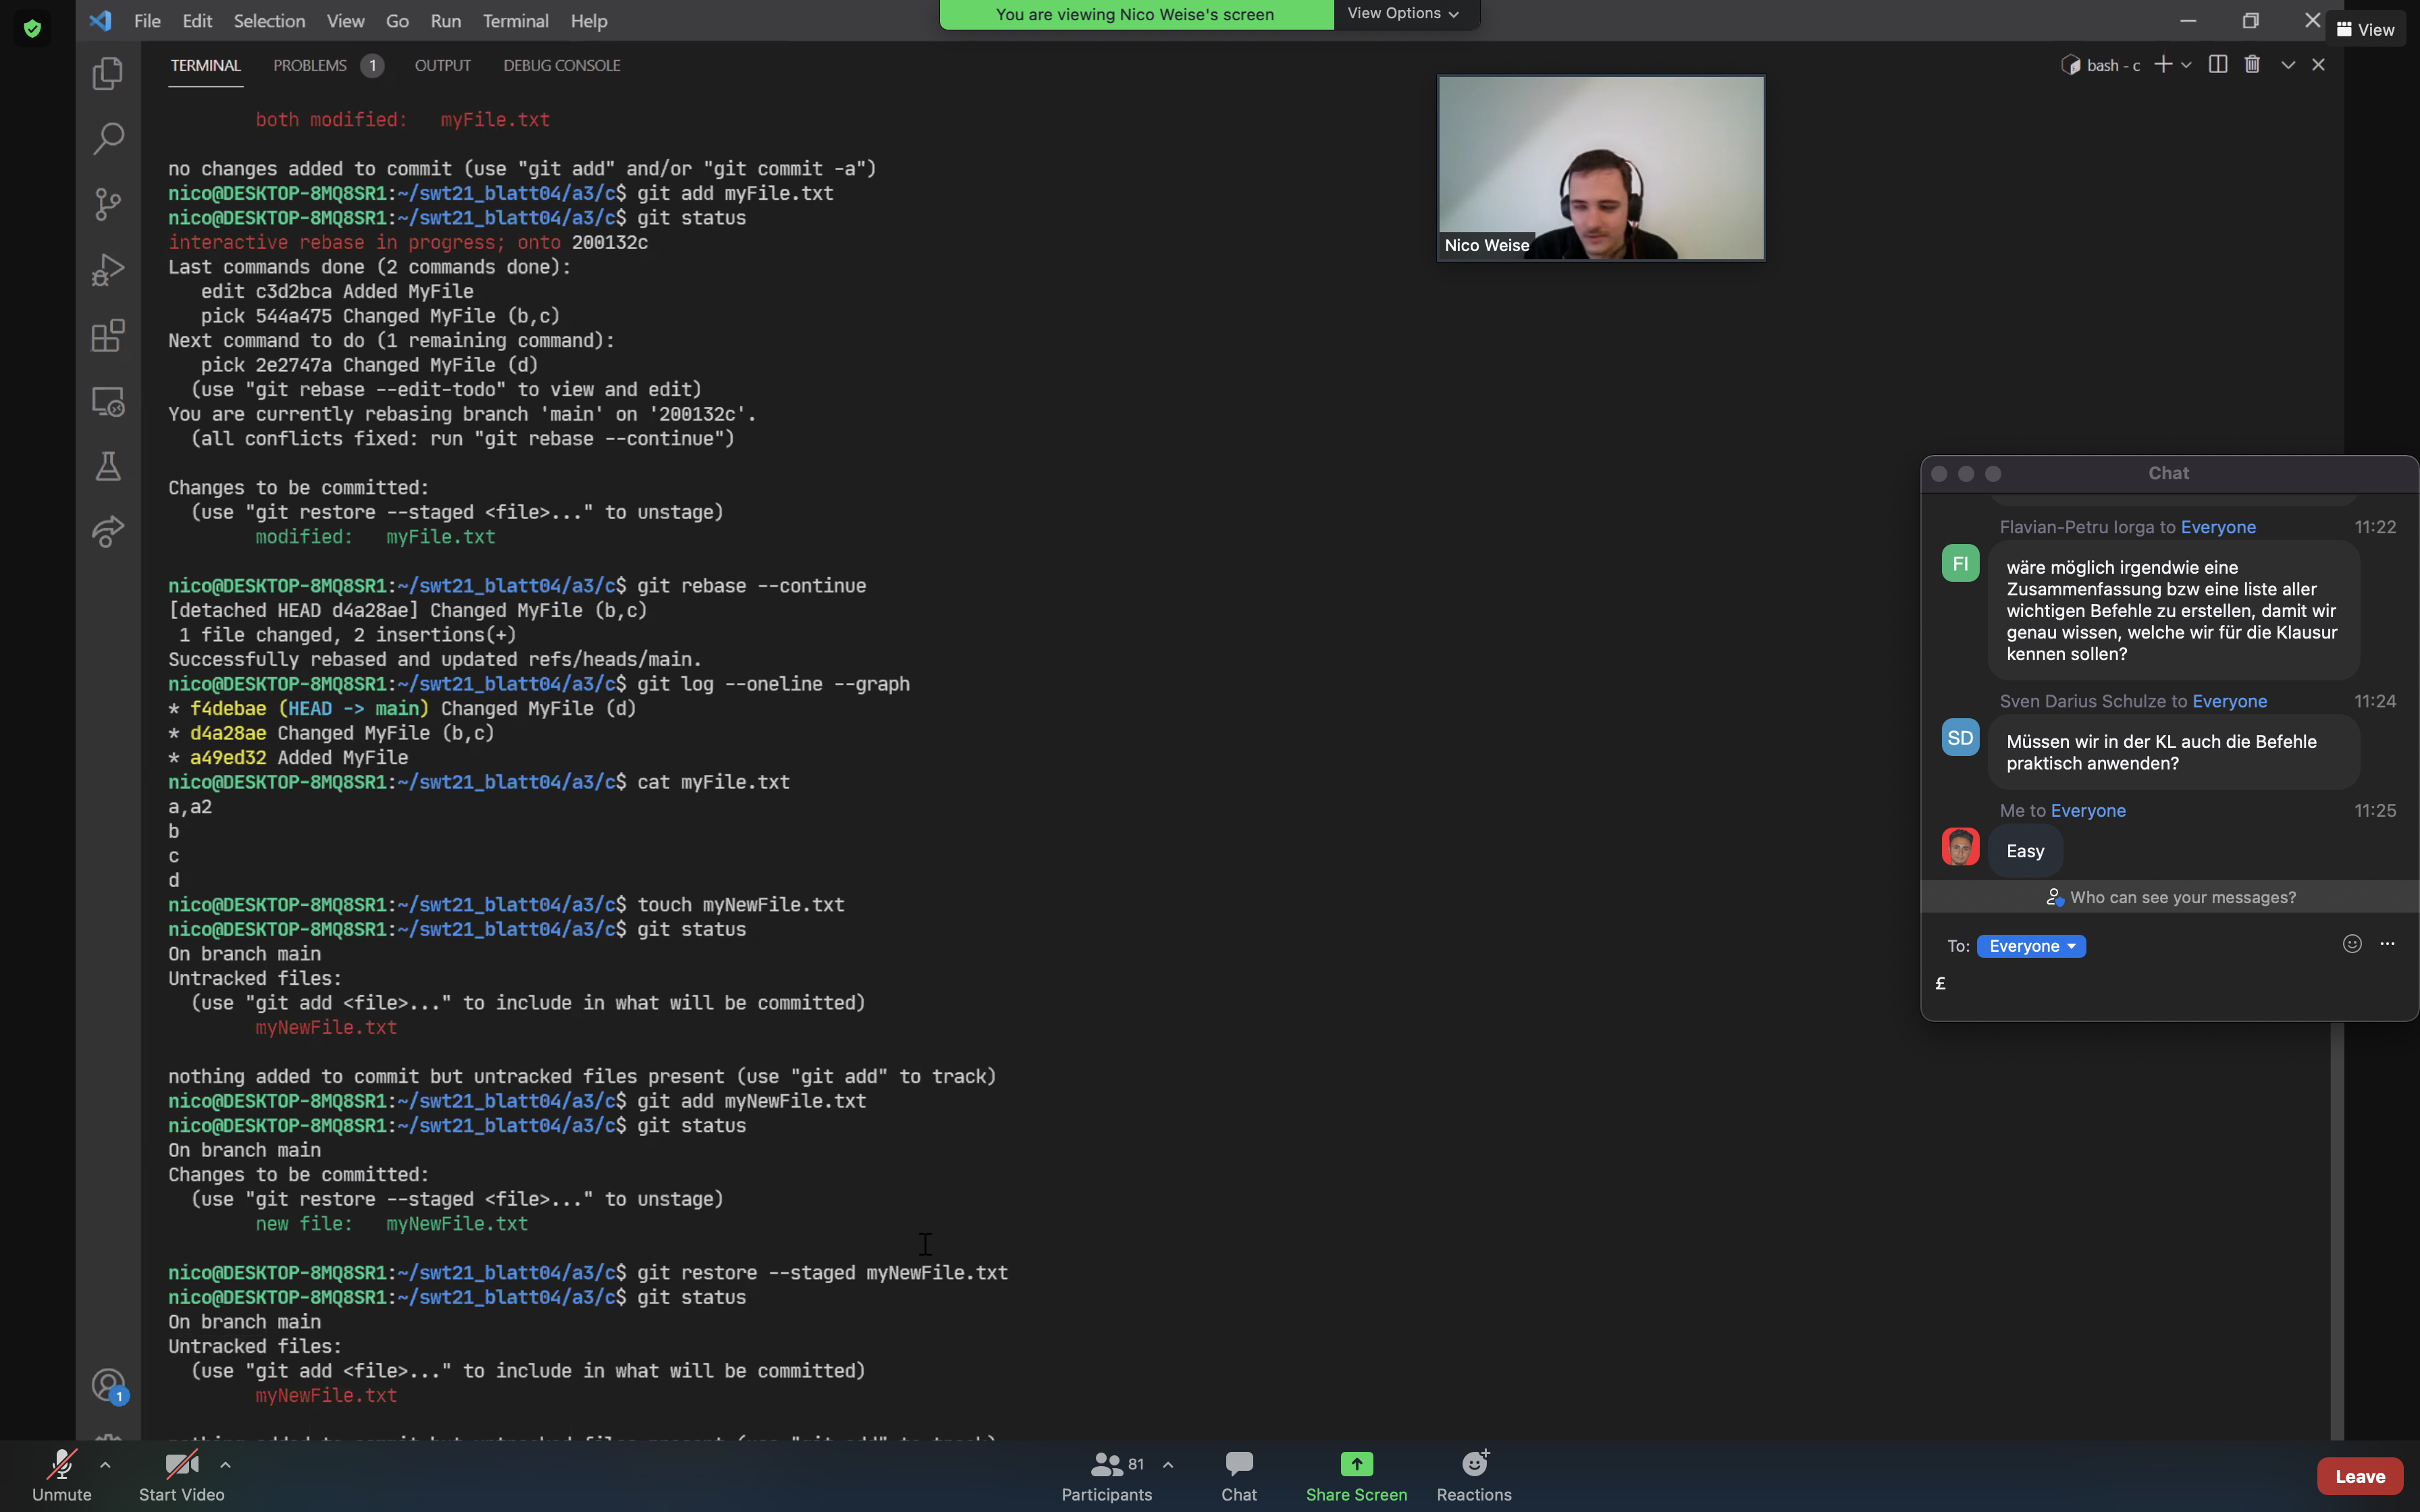 File Edit Selection View Go Run Terminal Help
You are viewing Nico Weise's screen
View Options
View
TERMINAL PROBLEMS 1 OUTPUT DEBUG CONSOLE
bash - c
both modified: myFile.txt
no changes added to commit (use "git add" and/or "git commit -a")
nico@DESKTOP-8MQ8SR1:~/swt21_blatt04/a3/c$ git add myFile.txt
nico@DESKTOP-8MQ8SR1:~/swt21_blatt04/a3/c$ git status
interactive rebase in progress; onto 200132c
Last commands done (2 commands done):
edit c3d2bca Added MyFile
pick 544a475 Changed MyFile (b,c)
Next command to do (1 remaining command):
pick 2e2747a Changed MyFile (d)
(use "git rebase --edit-todo" to view and edit)
You are currently rebasing branch 'main' on '200132c'.
(all conflicts fixed: run "git rebase --continue")
Changes to be committed:
(use "git restore --staged <file>..." to unstage)
modified: myFile.txt
nico@DESKTOP-8MQ8SR1:~/swt21_blatt04/a3/c$ git rebase --continue
[detached HEAD d4a28ae] Changed MyFile (b,c)
1 file changed, 2 insertions(+)
Successfully rebased and updated refs/heads/main.
nico@DESKTOP-8MQ8SR1:~/swt21_blatt04/a3/c$ git log --oneline --graph
* f4debae (HEAD -> main) Changed MyFile (d)
* d4a28ae Changed MyFile (b,c)
* a49ed32 Added MyFile
nico@DESKTOP-8MQ8SR1:~/swt21_blatt04/a3/c$ cat myFile.txt
a,a2
b
c
d
nico@DESKTOP-8MQ8SR1:~/swt21_blatt04/a3/c$ touch myNewFile.txt
nico@DESKTOP-8MQ8SR1:~/swt21_blatt04/a3/c$ git status
On branch main
Untracked files:
(use "git add <file>..." to include in what will be committed)
myNewFile.txt
nothing added to commit but untracked files present (use "git add" to track)
nico@DESKTOP-8MQ8SR1:~/swt21_blatt04/a3/c$ git add myNewFile.txt
nico@DESKTOP-8MQ8SR1:~/swt21_blatt04/a3/c$ git status
On branch main
Changes to be committed:
(use "git restore --staged <file>..." to unstage)
new file: myNewFile.txt
nico@DESKTOP-8MQ8SR1:~/swt21_blatt04/a3/c$ git restore --staged myNewFile.txt
nico@DESKTOP-8MQ8SR1:~/swt21_blatt04/a3/c$ git status
On branch main
Untracked files:
(use "git add <file>..." to include in what will be committed)
myNewFile.txt
1
Nico Weise
Chat
Flavian-Petru Iorga to Everyone 11:22
FI
wäre möglich irgendwie eine
Zusammenfassung bzw eine liste aller
wichtigen Befehle zu erstellen, damit wir
genau wissen, welche wir für die Klausur
kennen sollen?
Sven Darius Schulze to Everyone 11:24
SD
Müssen wir in der KL auch die Befehle
praktisch anwenden?
Me to Everyone 11:25
Easy
Who can see your messages?
To: Everyone
£
Unmute
Start Video
81
Participants
Chat
Share Screen
Reactions
Leave